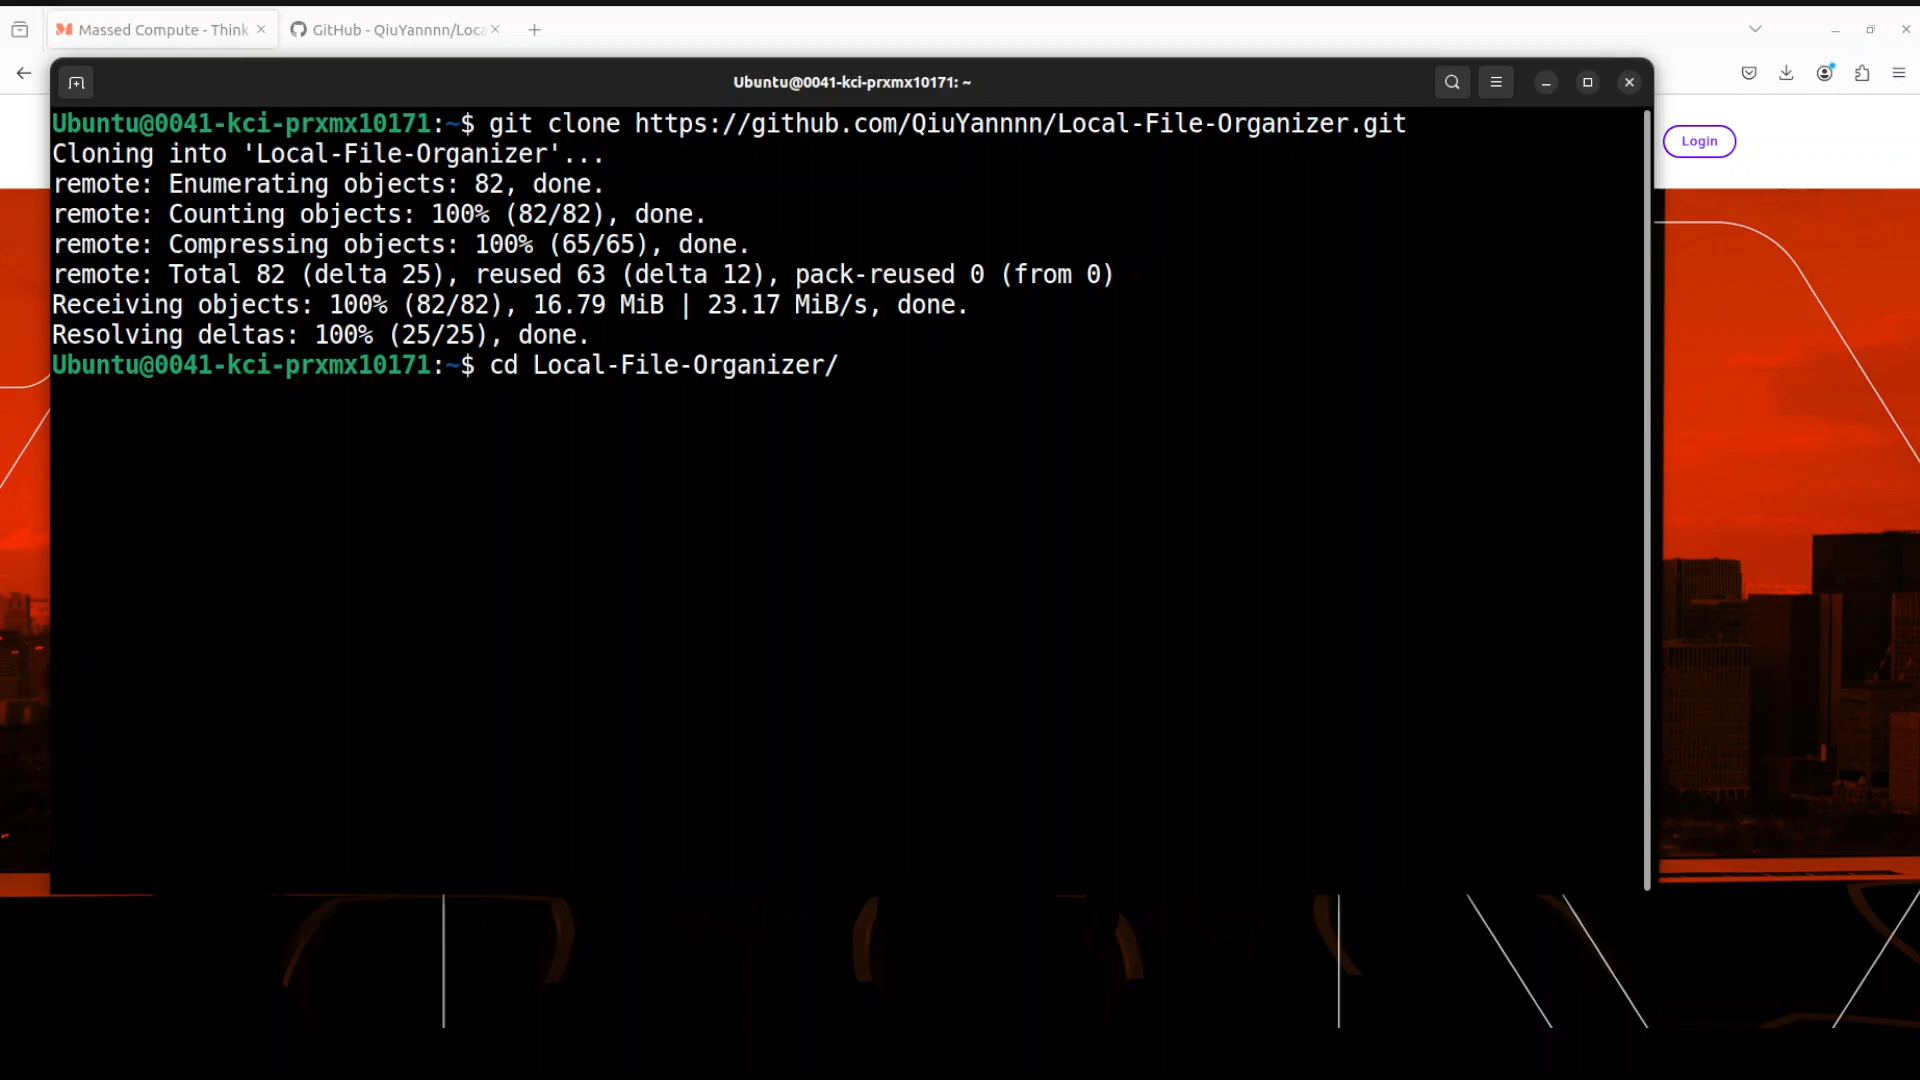 Massed Compute - Think
GitHub - QiuYannnn/Loca
Ubuntu@0041-kci-prxmx10171: ~
Login
Ubuntu@0041-kci-prxmx10171:~$ git clone https://github.com/QiuYannnn/Local-File-Organizer.git
Cloning into 'Local-File-Organizer'...
remote: Enumerating objects: 82, done.
remote: Counting objects: 100% (82/82), done.
remote: Compressing objects: 100% (65/65), done.
remote: Total 82 (delta 25), reused 63 (delta 12), pack-reused 0 (from 0)
Receiving objects: 100% (82/82), 16.79 MiB | 23.17 MiB/s, done.
Resolving deltas: 100% (25/25), done.
Ubuntu@0041-kci-prxmx10171:~$ cd Local-File-Organizer/